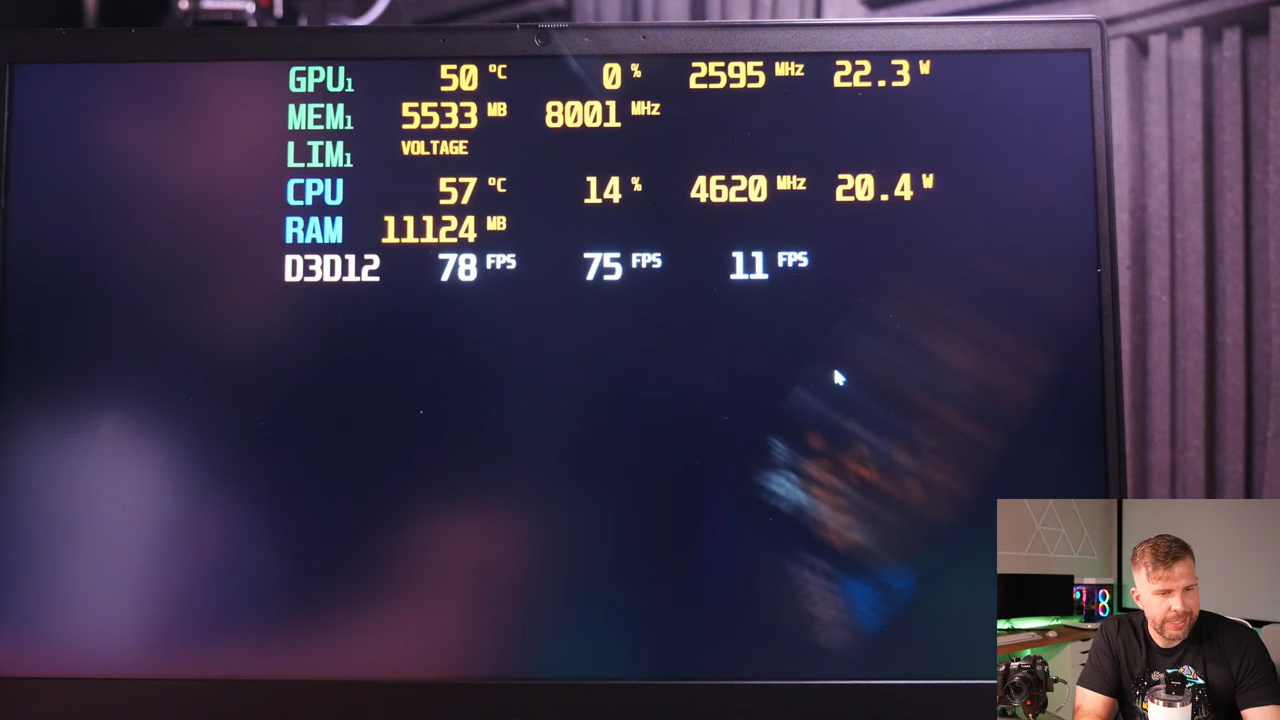 GPU1 50 °C 0 % 2595 MHz 22.3 W
MEM1 5533 MB 8001 MHz
LIM1 VOLTAGE
CPU 57 °C 14 % 4620 MHz 20.4 W
RAM 11124 MB
D3D12 78 FPS 75 FPS 11 FPS